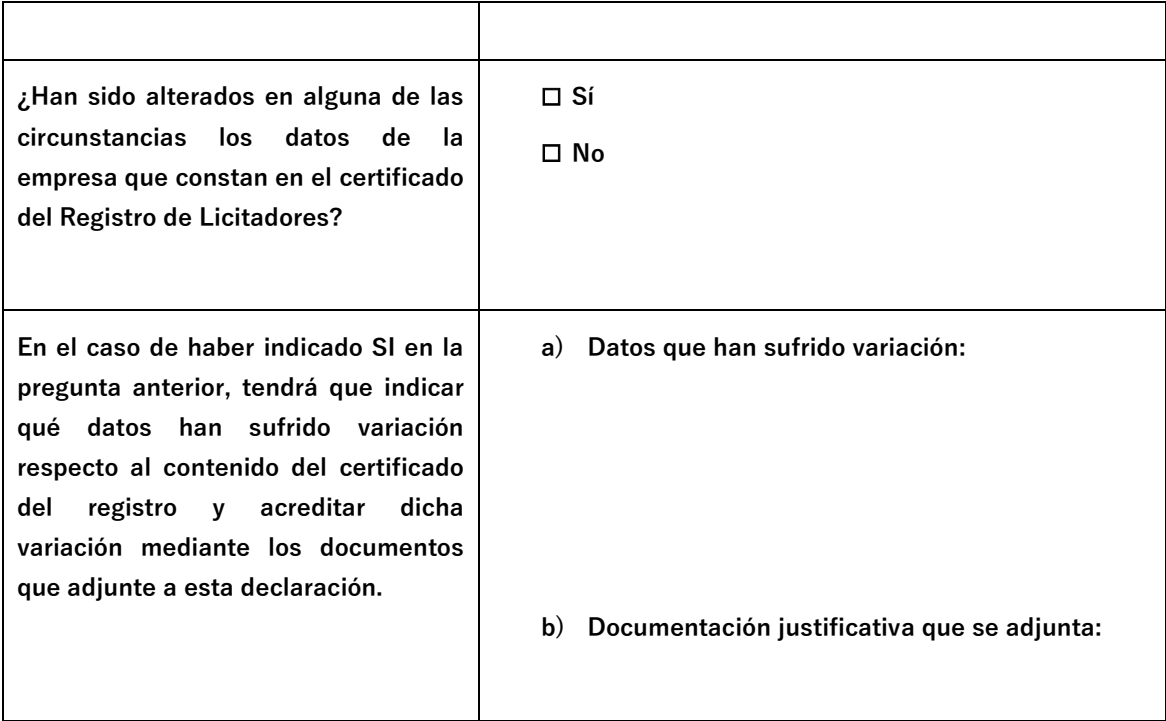 ¿Han sido alterados en alguna de las
circunstancias los datos de la
empresa que constan en el certificado
del Registro de Licitadores?
☐ Sí
☐ No
En el caso de haber indicado SI en la
pregunta anterior, tendrá que indicar
qué datos han sufrido variación
respecto al contenido del certificado
del registro y acreditar dicha
variación mediante los documentos
que adjunte a esta declaración.
a) Datos que han sufrido variación:
b) Documentación justificativa que se adjunta: